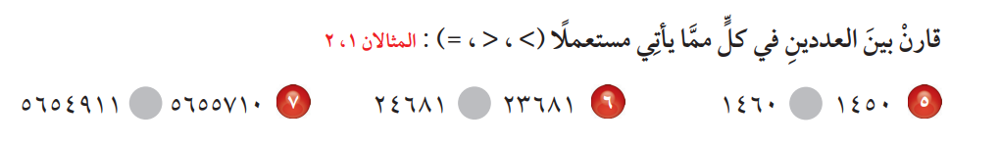 قارنْ بينَ العددينِ في كلٍّ ممَّا يأتِي مستعملًا (> ، < ، =) : المثالان ١، ٢
٥ ١٤٥٠ ١٤٦٠ ٦ ٢٣٦٨١ ٢٤٦٨١ ٧ ٥٦٥٥٧١٠ ٥٦٥٤٩١١